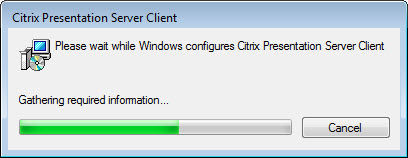 Citrix Presentation Server Client
Please wait while Windows configures Citrix Presentation Server Client
Gathering required information...
Cancel